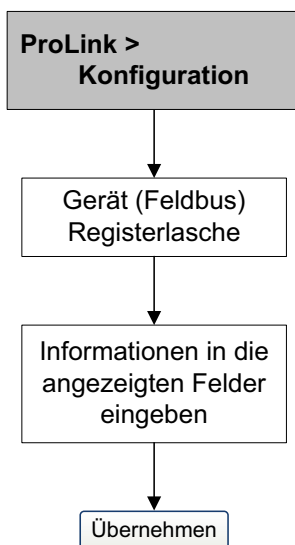 ProLink >
Konfiguration
Gerät (Feldbus)
Registerlasche
Informationen in die
angezeigten Felder
eingeben
Übernehmen